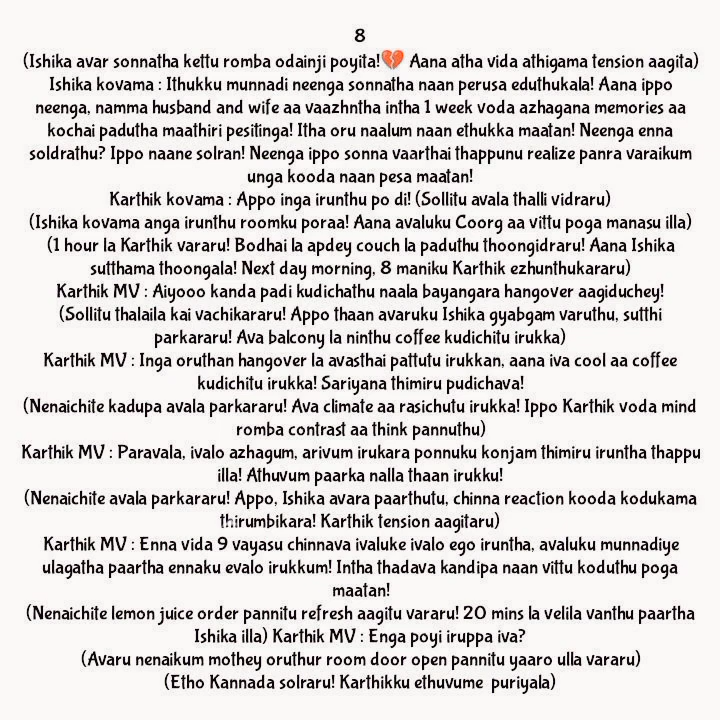 8
(Ishika avar sonnatha kettu romba odainji poyita!💔 Aana atha vida athigama tension aagita)
Ishika kovama : Ithukku munnadi neenga sonnatha naan perusa eduthukala! Aana ippo
neenga, namma husband and wife aa vaazhntha intha 1 week voda azhagana memories aa
kochai padutha maathiri pesitinga! Itha oru naalum naan ethukka maatan! Neenga enna
soldrathu? Ippo naane solran! Neenga ippo sonna vaarthai thappunu realize panra varaikum
unga kooda naan pesa maatan!
Karthik kovama : Appo inga irunthu po di! (Sollitu avala thalli vidraru)
(Ishika kovama anga irunthu roomku poraa! Aana avaluku Coorg aa vittu poga manasu illa)
(1 hour la Karthik vararu! Bodhai la apdey couch la paduthu thoongidraru! Aana Ishika
sutthama thoongala! Next day morning, 8 maniku Karthik ezhunthukararu)
Karthik MV : Aiyooo kanda padi kudichathu naala bayangara hangover aagiduchey!
(Sollitu thalaila kai vachikararu! Appo thaan avaruku Ishika gyabgam varuthu, sutthi
parkararu! Ava balcony la ninthu coffee kudichitu irukka)
Karthik MV : Inga oruthan hangover la avasthai pattutu irukkan, aana iva cool aa coffee
kudichitu irukka! Sariyana thimiru pudichava!
(Nenaichite kadupa avala parkararu! Ava climate aa rasichutu irukka! Ippo Karthik voda mind
romba contrast aa think pannuthu)
Karthik MV : Paravala, ivalo azhagum, arivum irukara ponnuku konjam thimiru iruntha thappu
illa! Athuvum paarka nalla thaan irukku!
(Nenaichite avala parkararu! Appo, Ishika avara paarthutu, chinna reaction kooda kodukama
thirumbikara! Karthik tension aagitaru)
Karthik MV : Enna vida 9 vayasu chinnava ivaluke ivalo ego iruntha, avaluku munnadiye
ulagatha paartha ennaku evalo irukkum! Intha thadava kandipa naan vittu koduthu poga
maatan!
(Nenaichite lemon juice order pannitu refresh aagitu vararu! 20 mins la velila vanthu paartha
Ishika illa) Karthik MV : Enga poyi iruppa iva?
(Avaru nenaikum mothey oruthur room door open pannitu yaaro ulla vararu)
(Etho Kannada solraru! Karthikku ethuvume puriyala)